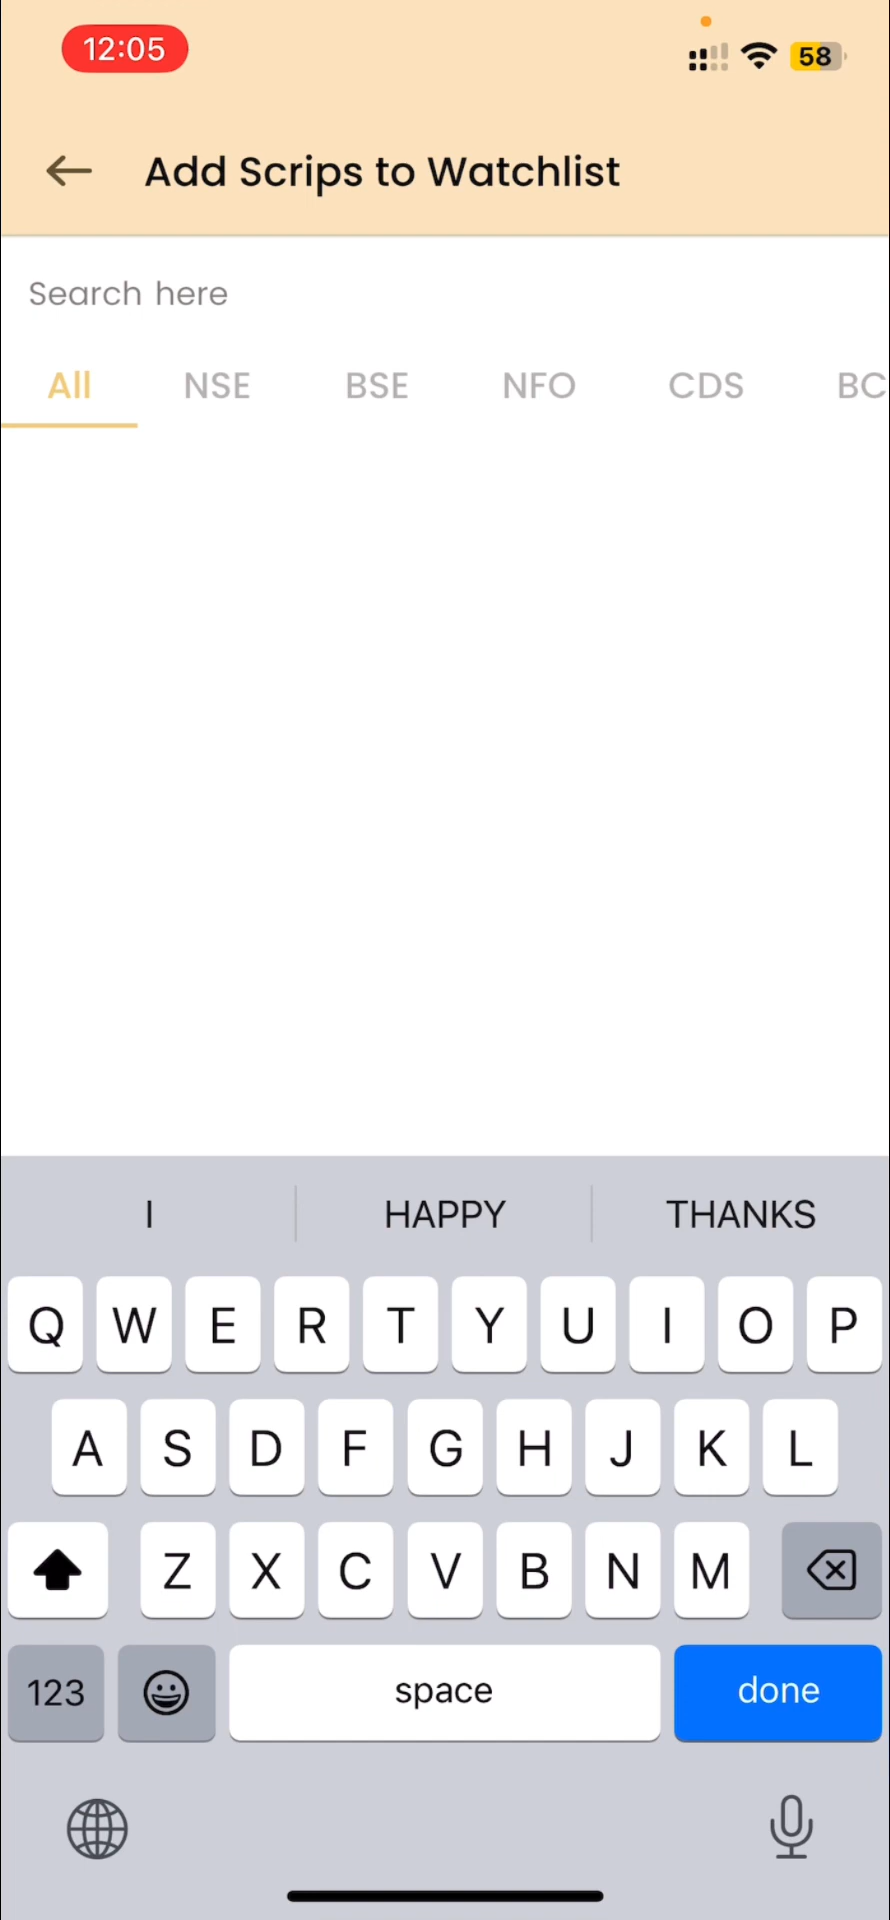 12:05
58
Add Scrips to Watchlist
Search here
All NSE BSE NFO CDS BC
I HAPPY THANKS
Q W E R T Y U I O P
A S D F G H J K L
Z X C V B N M
123 space done